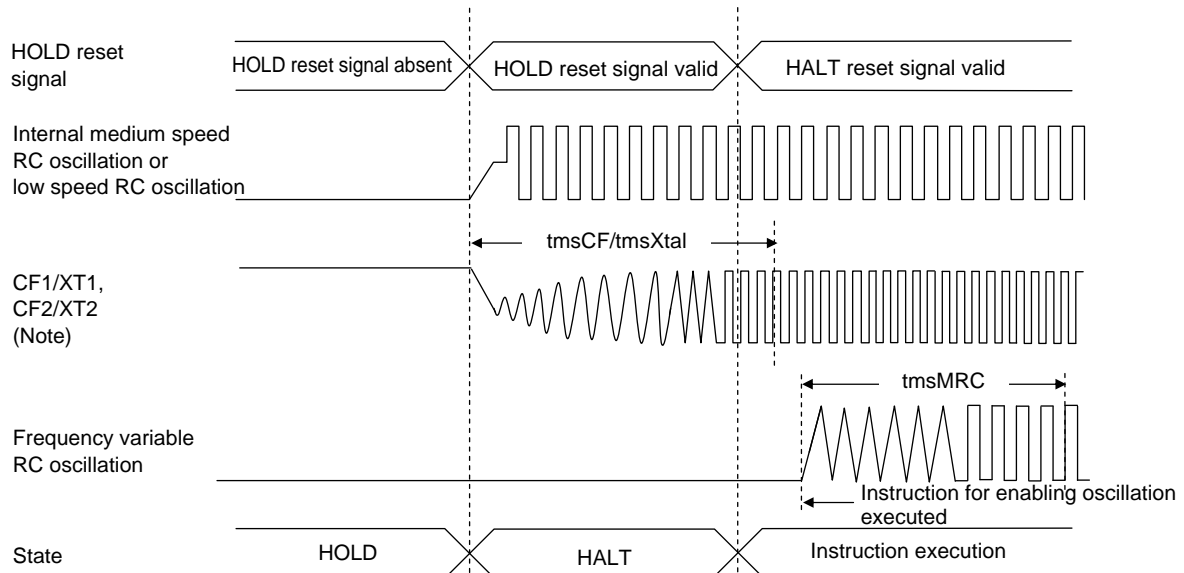 HOLD reset
signal
HOLD reset signal absent
HOLD reset signal valid
HALT reset signal valid
Internal medium speed
RC oscillation or
low speed RC oscillation
tmsCF/tmsXtal
CF1/XT1,
CF2/XT2
(Note)
tmsMRC
Frequency variable
RC oscillation
Instruction for enabling oscillation
executed
State
HOLD
HALT
Instruction execution